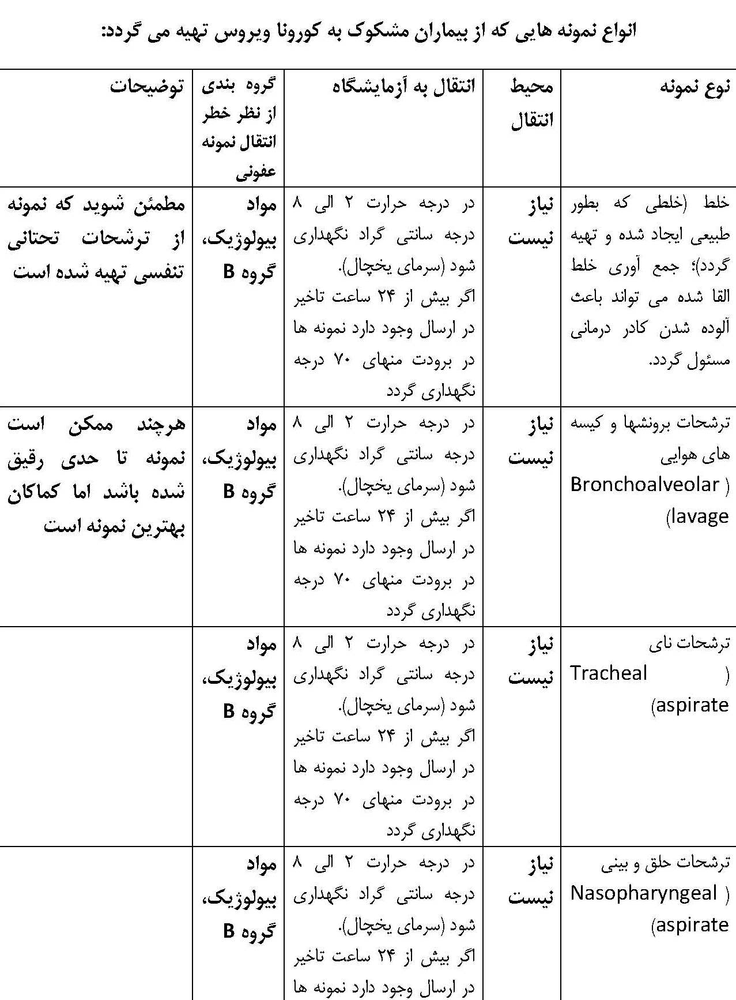 انواع نمونه هایی که از بیماران مشکوک به کورونا ویروس تهیه می گردد:
نوع نمونه
محیط
انتقال
انتقال به آزمایشگاه
گروه بندی
از نظر خطر
انتقال نمونه
عفونی
توضیحات
خلط (خلطی که بطور
طبیعی ایجاد شده و تهیه
گردد)؛ جمع آوری خلط
القا شده می تواند باعث
آلوده شدن کادر درمانی
مسئول گردد.
نیاز
نیست
در درجه حرارت ۲ الی ۸
درجه سانتی گراد نگهداری
شود (سرمای یخچال).
اگر بیش از ۲۴ ساعت تاخیر
در ارسال وجود دارد نمونه ها
در برودت منهای ۷۰ درجه
نگهداری گردد
مواد
بیولوژیک،
گروه B
مطمئن شوید که نمونه
از ترشحات تحتانی
تنفسی تهیه شده است
ترشحات برونشها و کیسه
های هوایی
( Bronchoalveolar
lavage)
نیاز
نیست
در درجه حرارت ۲ الی ۸
درجه سانتی گراد نگهداری
شود (سرمای یخچال).
اگر بیش از ۲۴ ساعت تاخیر
در ارسال وجود دارد نمونه ها
در برودت منهای ۷۰ درجه
نگهداری گردد
مواد
بیولوژیک،
گروه B
هرچند ممکن است
نمونه تا حدی رقیق
شده باشد اما کماکان
بهترین نمونه است
ترشحات نای
( Tracheal
aspirate)
نیاز
نیست
در درجه حرارت ۲ الی ۸
درجه سانتی گراد نگهداری
شود (سرمای یخچال).
اگر بیش از ۲۴ ساعت تاخیر
در ارسال وجود دارد نمونه ها
در برودت منهای ۷۰ درجه
نگهداری گردد
مواد
بیولوژیک،
گروه B
ترشحات حلق و بینی
( Nasopharyngeal
aspirate)
نیاز
نیست
در درجه حرارت ۲ الی ۸
درجه سانتی گراد نگهداری
شود (سرمای یخچال).
اگر بیش از ۲۴ ساعت تاخیر
در ارسال وجود دارد نمونه ها
مواد
بیولوژیک،
گروه B